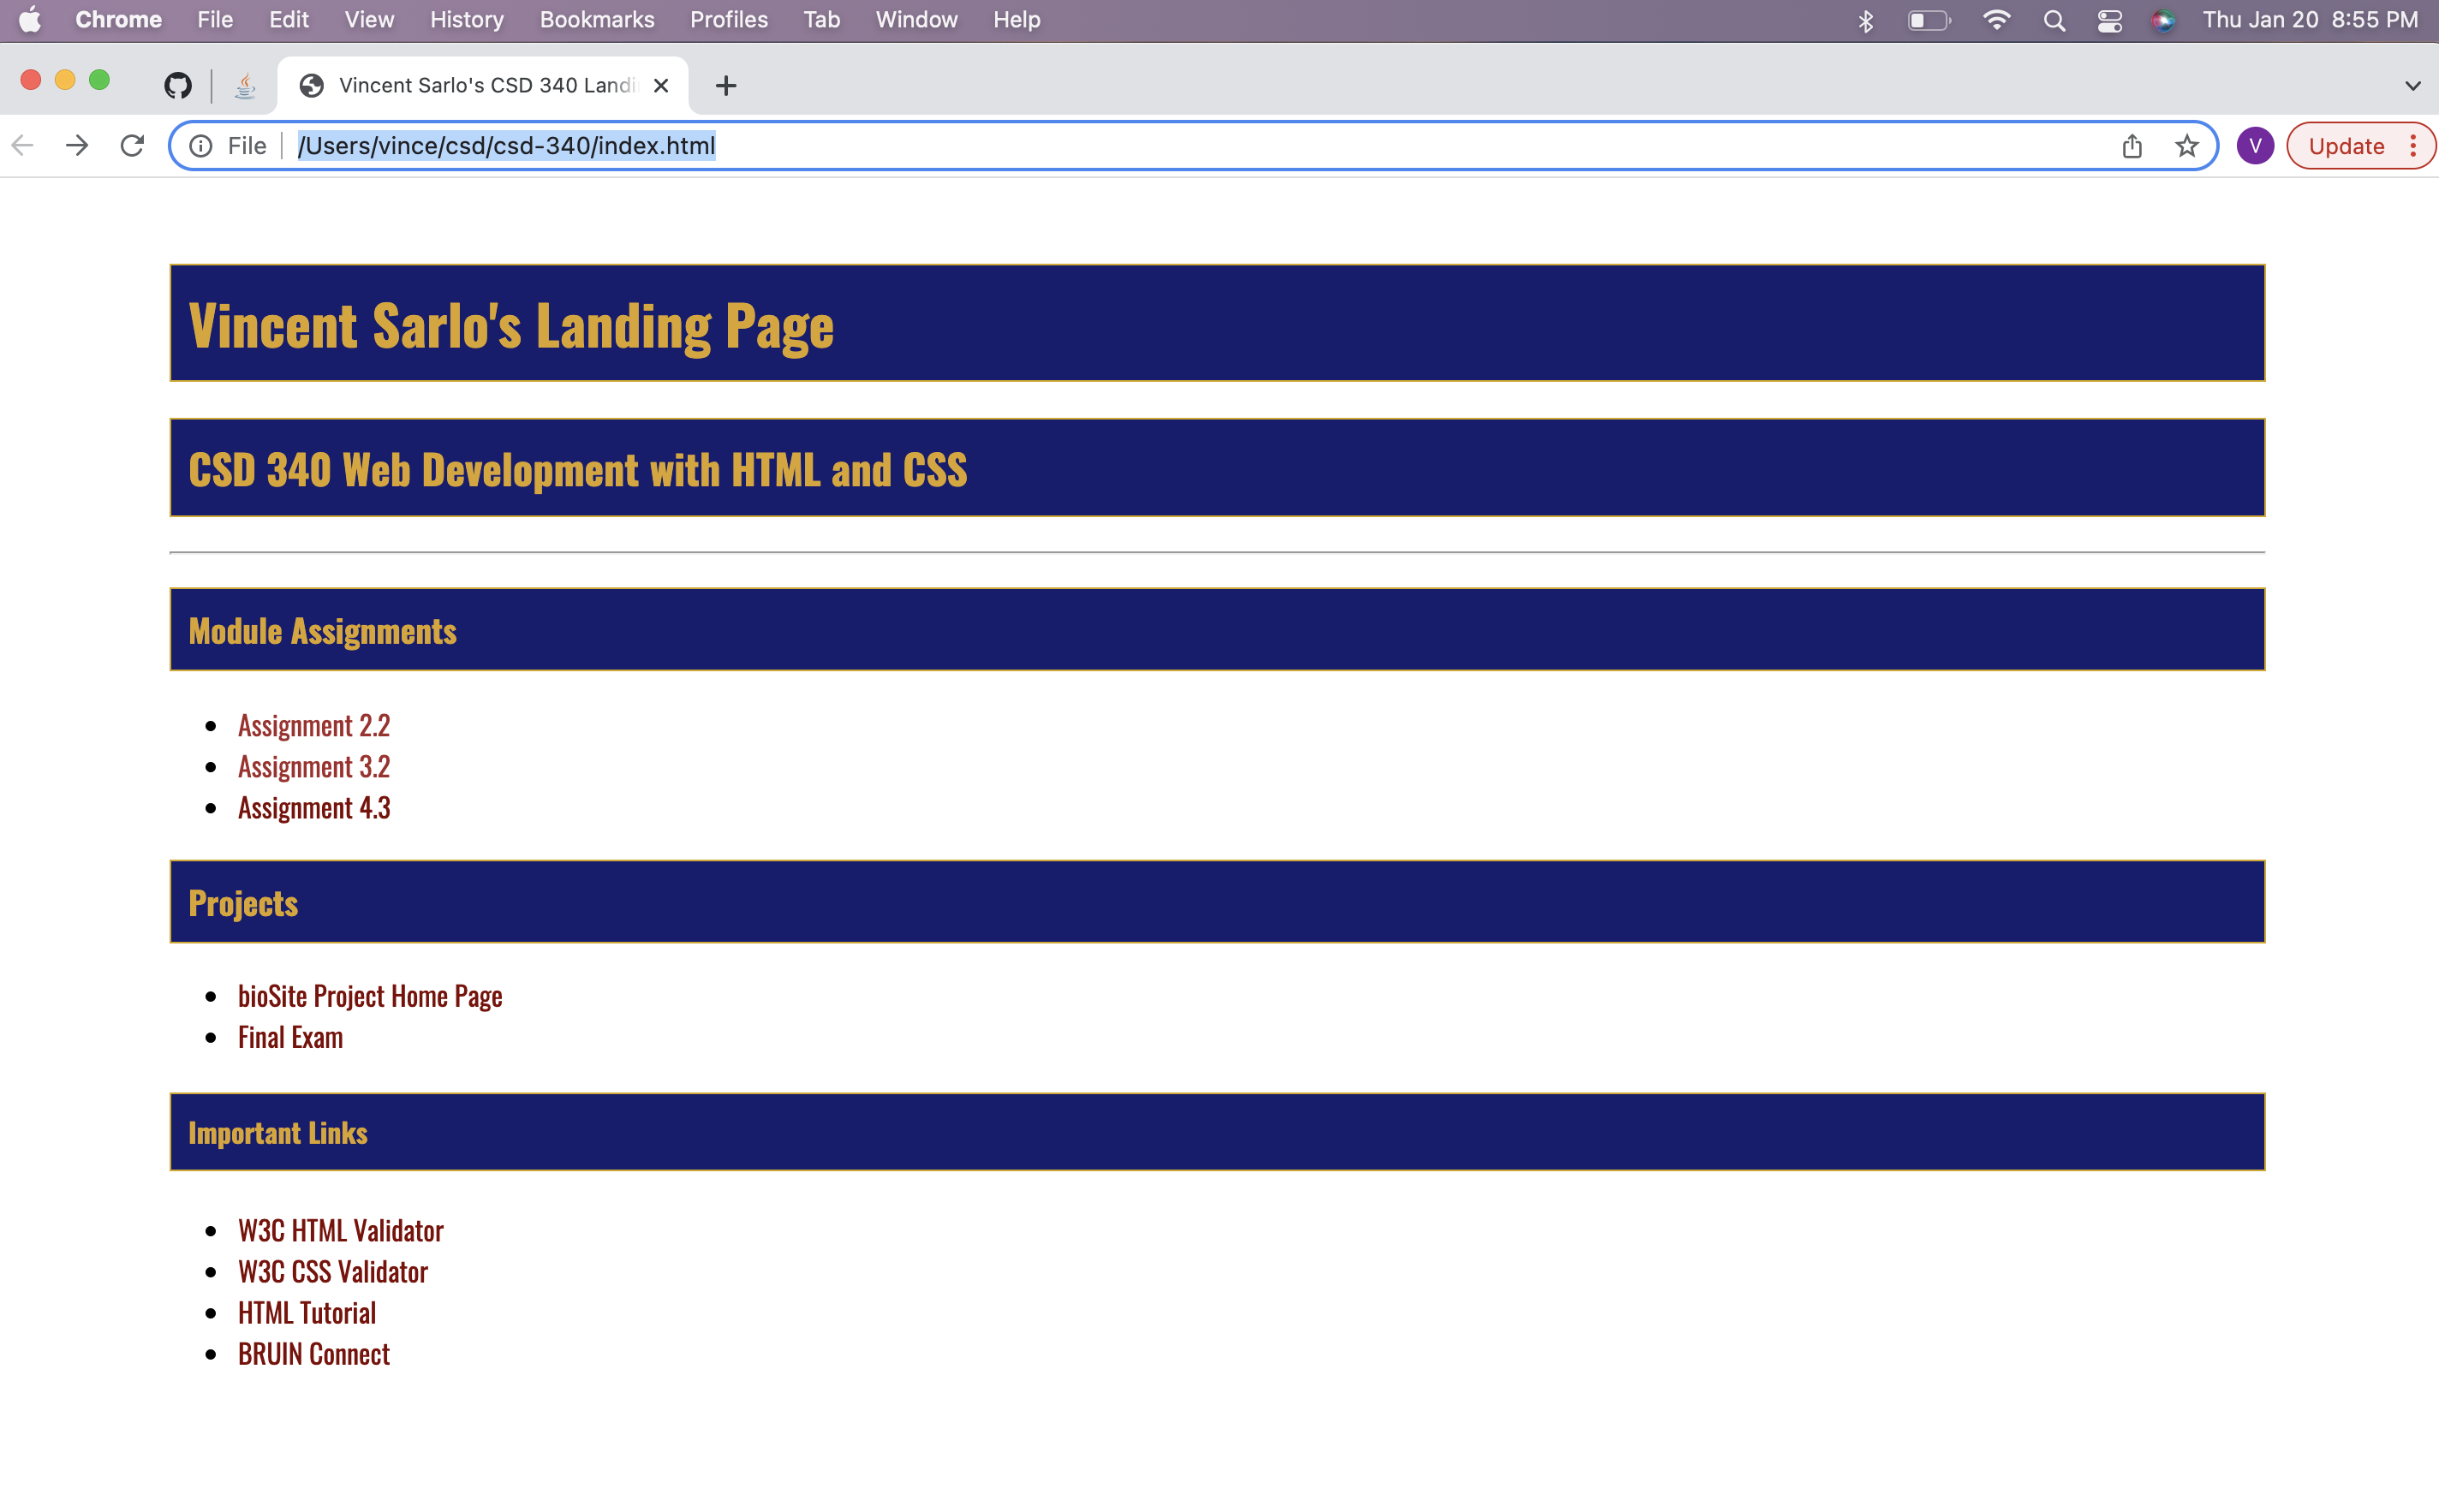 Chrome File Edit View History Bookmarks Profiles Tab Window Help Thu Jan 20 8:55 PM
Vincent Sarlo's CSD 340 Landi
File /Users/vince/csd/csd-340/index.html V Update
Vincent Sarlo's Landing Page
CSD 340 Web Development with HTML and CSS
Module Assignments
Assignment 2.2
Assignment 3.2
Assignment 4.3
Projects
bioSite Project Home Page
Final Exam
Important Links
W3C HTML Validator
W3C CSS Validator
HTML Tutorial
BRUIN Connect